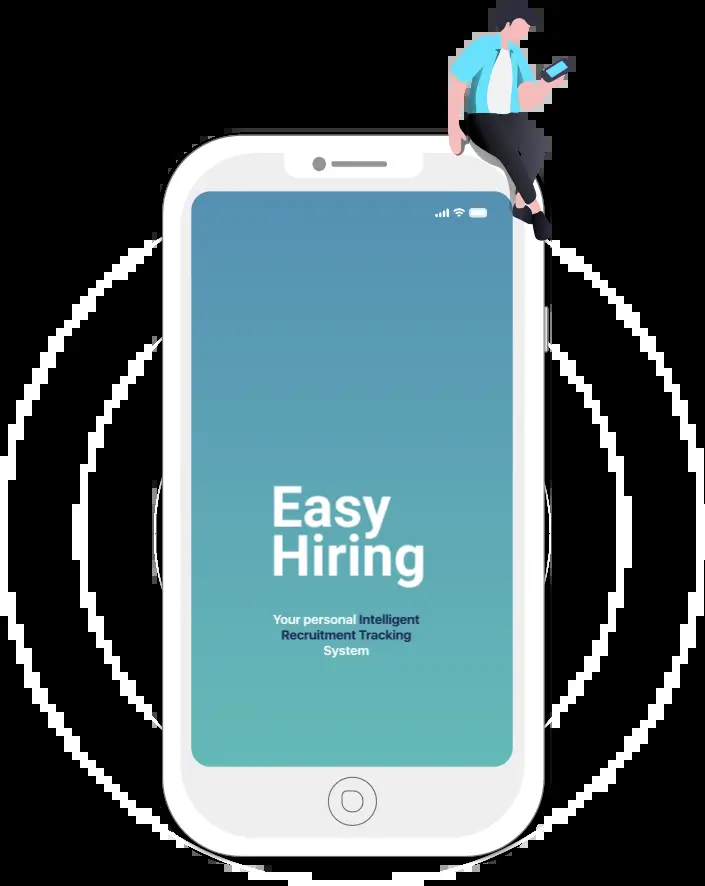 Easy
Hiring
Your personal Intelligent
Recruitment Tracking
System